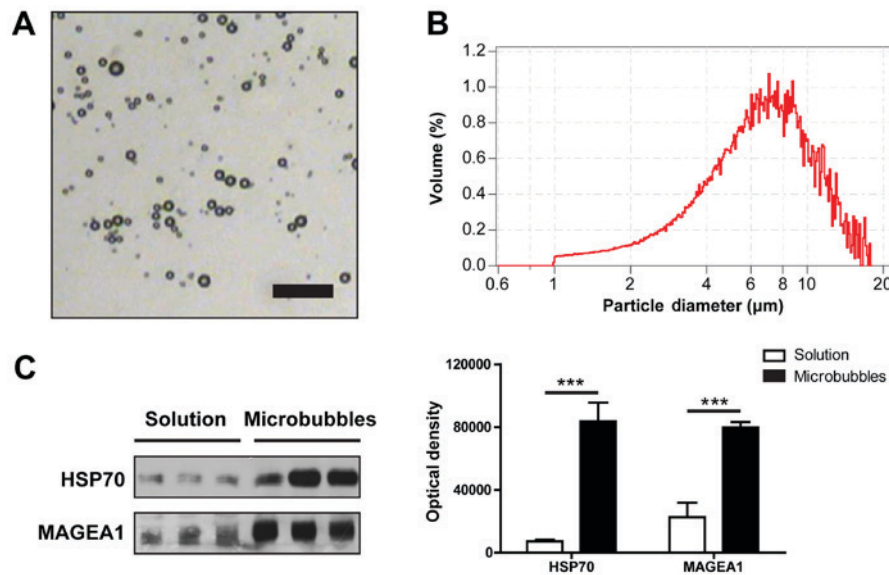 A
B
1.2
1.0
0.8
0.6
0.4
0.2
0.0
Volume (%)
0.6 1 2 4 6 8 10 20
Particle diameter (µm)
C
Solution Microbubbles
HSP70
MAGEA1
Solution
Microbubbles
120000
80000
40000
0
Optical density
*** ***
HSP70 MAGEA1